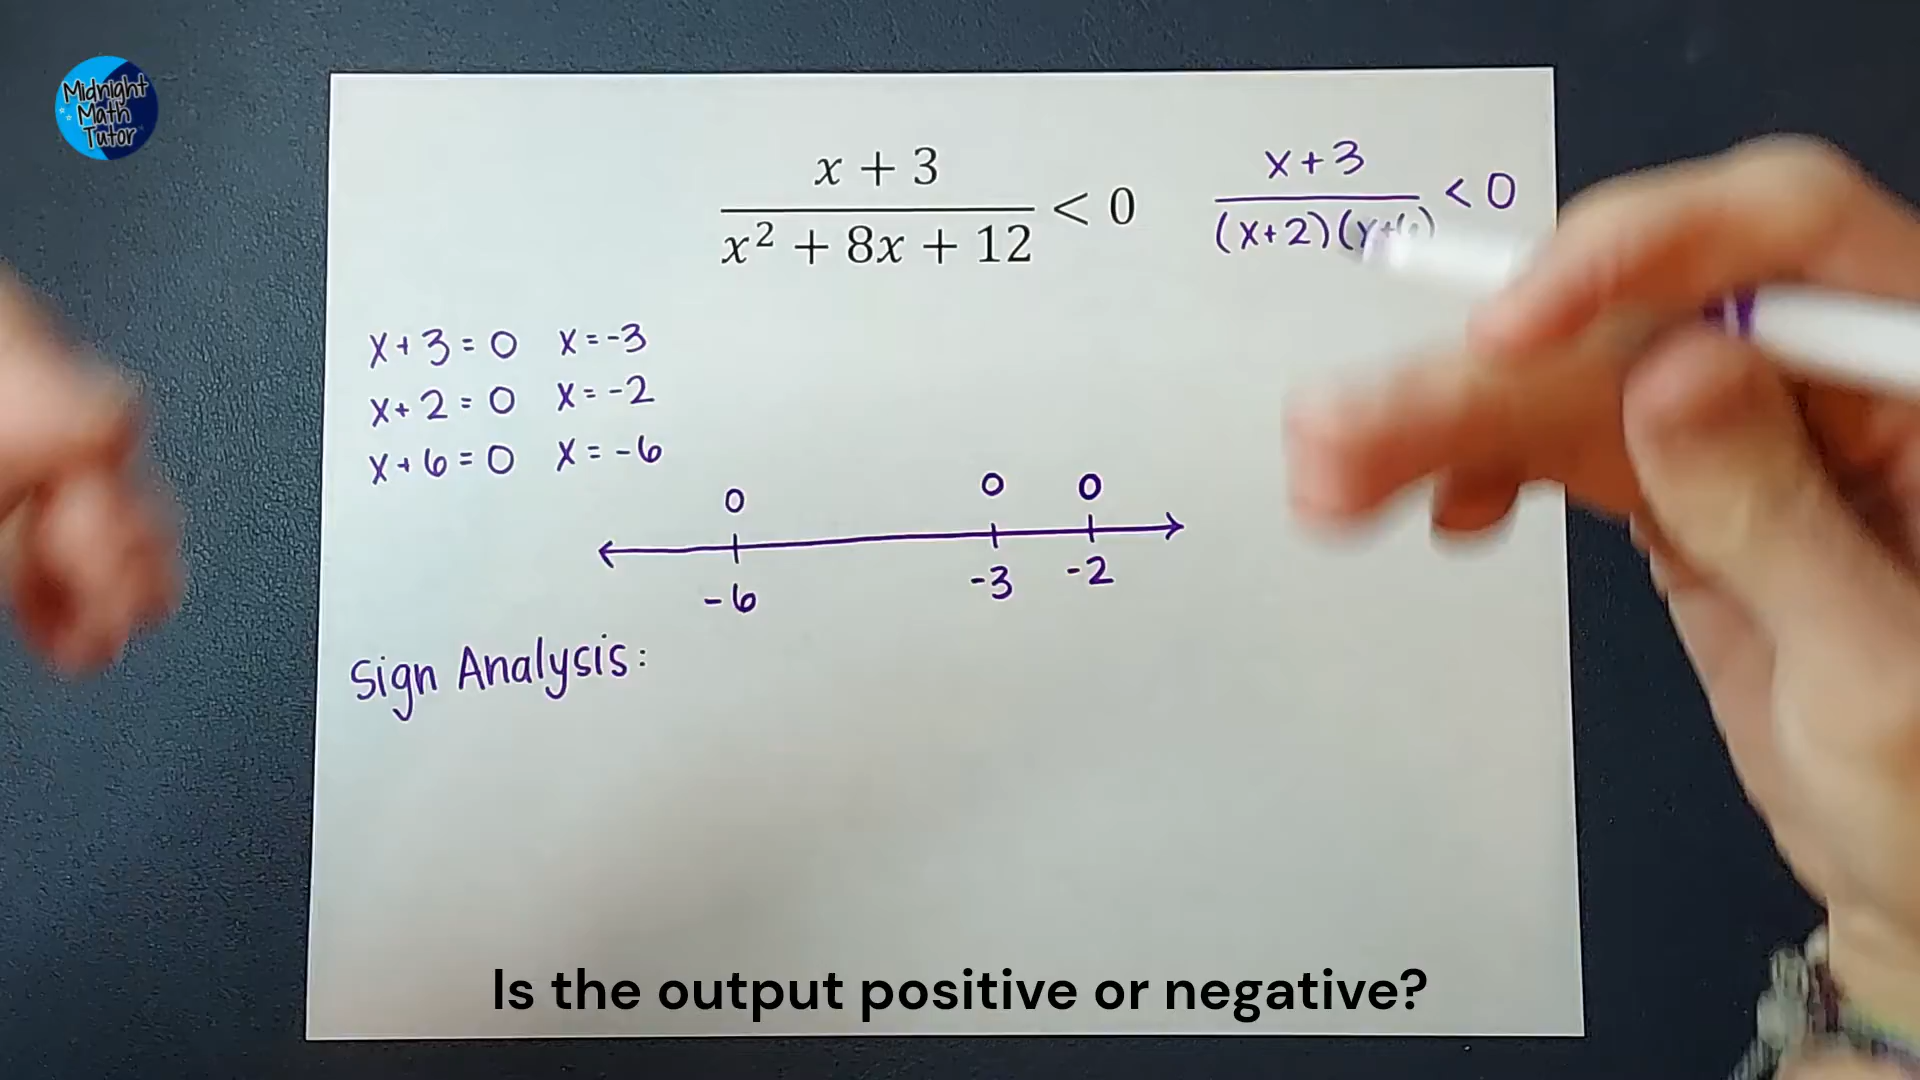 Midnight
Math
Tutor
x + 3
x² + 8x + 12
< 0
x+3
(x+2)(x+6)
< 0
x+3=0 x=-3
x+2=0 x=-2
x+6=0 x=-6
0 0 0
-6 -3 -2
Sign Analysis:
Is the output positive or negative?